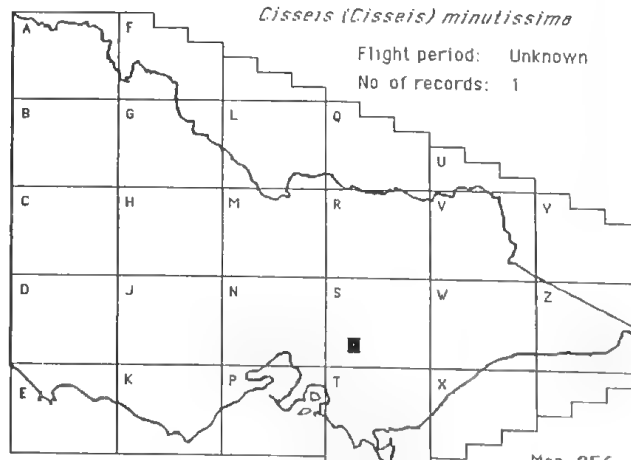 Cisseis (Cisseis) minutissima
Flight period: Unknown
No of records: 1
A
F
B
G
L
Q
U
C
H
M
R
V
Y
D
J
N
S
W
Z
E
K
P
T
X